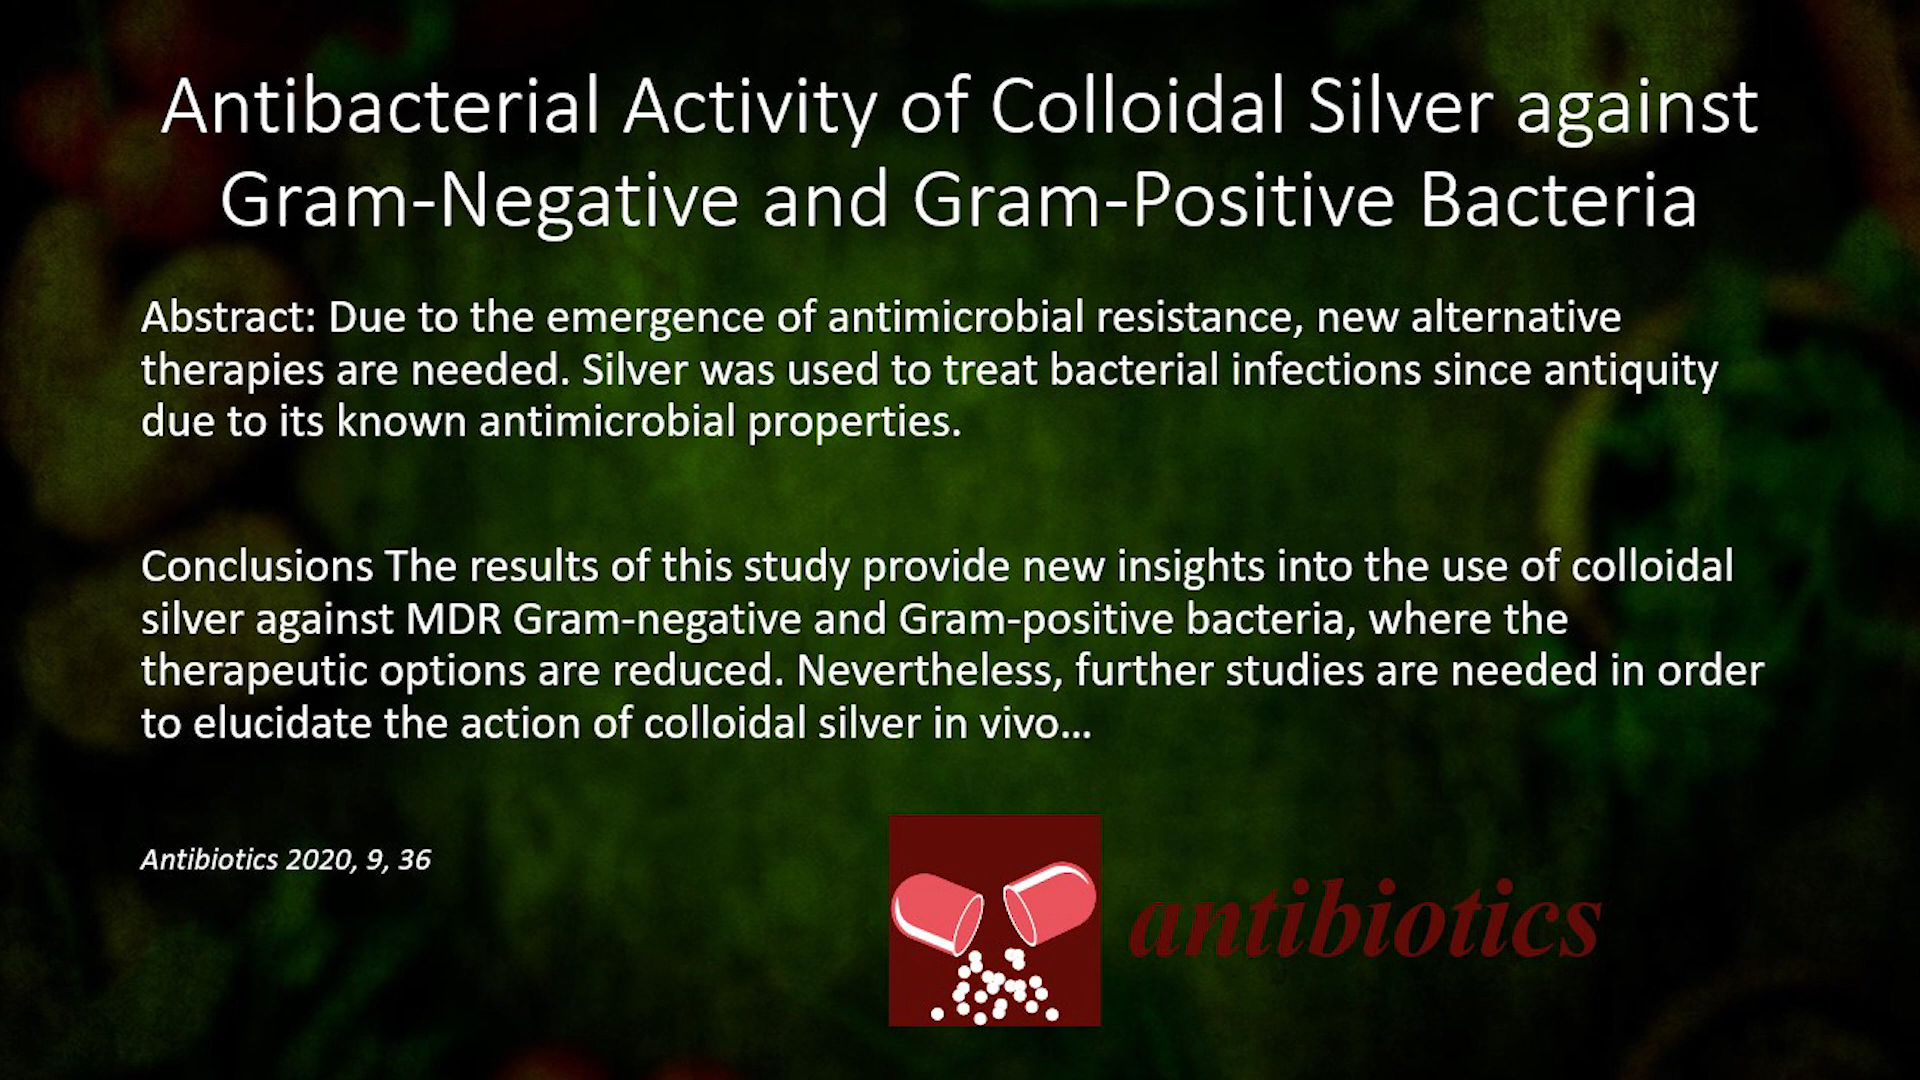 Antibacterial Activity of Colloidal Silver against
Gram-Negative and Gram-Positive Bacteria
Abstract: Due to the emergence of antimicrobial resistance, new alternative
therapies are needed. Silver was used to treat bacterial infections since antiquity
due to its known antimicrobial properties.
Conclusions The results of this study provide new insights into the use of colloidal
silver against MDR Gram-negative and Gram-positive bacteria, where the
therapeutic options are reduced. Nevertheless, further studies are needed in order
to elucidate the action of colloidal silver in vivo…
Antibiotics 2020, 9, 36
antibiotics